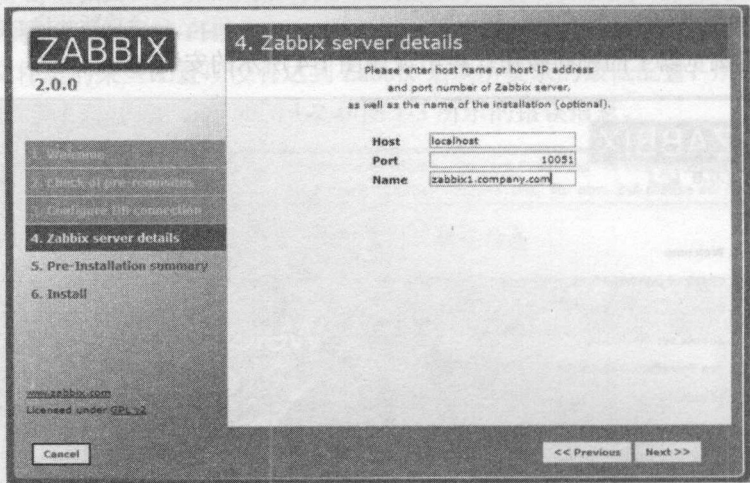 ZABBIX
2.0.0
4. Zabbix server details
Please enter host name or host IP address
and port number of Zabbix server,
as well as the name of the installation (optional).
Host localhost
Port 10051
Name zabbix1.company.com
1. Welcome
2. Check of pre-requisites
3. Configure DB connection
4. Zabbix server details
5. Pre-Installation summary
6. Install
www.zabbix.com
Licensed under GPL v2
Cancel
<< Previous
Next >>